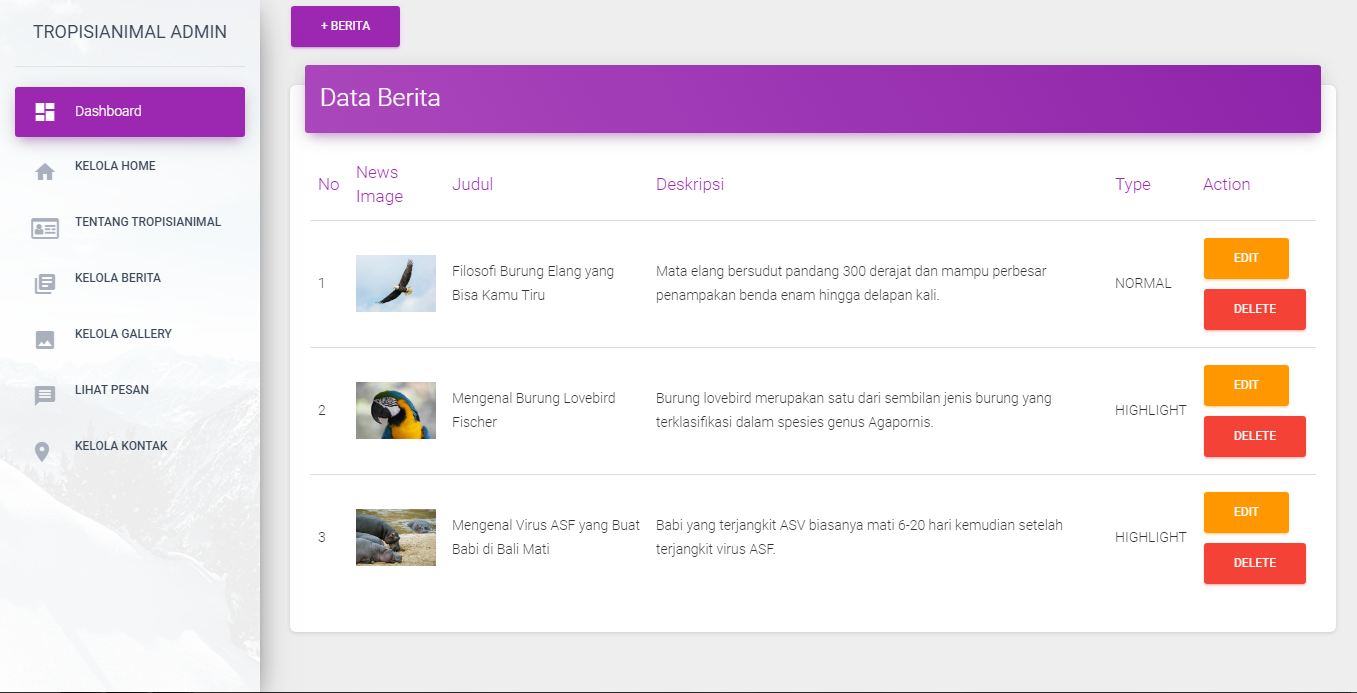 TROPISIANIMAL ADMIN
Dashboard
KELOLA HOME
TENTANG TROPISIANIMAL
KELOLA BERITA
KELOLA GALLERY
LIHAT PESAN
KELOLA KONTAK
+ BERITA
Data Berita
No
News
Image
Judul
Deskripsi
Type
Action
1
Filosofi Burung Elang yang
Bisa Kamu Tiru
Mata elang bersudut pandang 300 derajat dan mampu perbesar
penampakan benda enam hingga delapan kali.
NORMAL
EDIT
DELETE
2
Mengenal Burung Lovebird
Fischer
Burung lovebird merupakan satu dari sembilan jenis burung yang
terklasifikasi dalam spesies genus Agapornis.
HIGHLIGHT
EDIT
DELETE
3
Mengenal Virus ASF yang Buat
Babi di Bali Mati
Babi yang terjangkit ASV biasanya mati 6-20 hari kemudian setelah
terjangkit virus ASF.
HIGHLIGHT
EDIT
DELETE